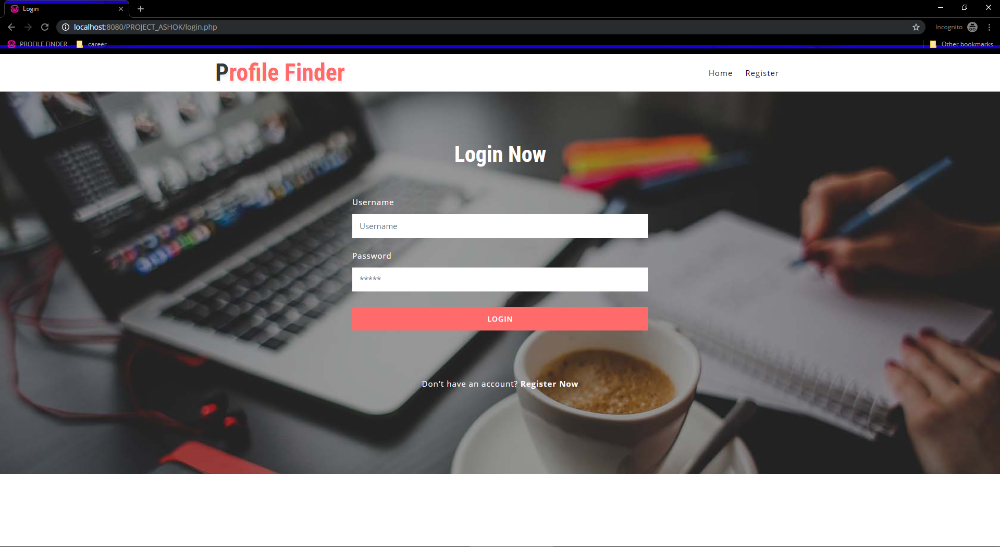 Login
localhost:8080/PROJECT_ASHOK/login.php
Incognito
PROFILE FINDER
career
Other bookmarks
Profile Finder
Home
Register
Login Now
Username
Username
Password
*****
LOGIN
Don't have an account? Register Now